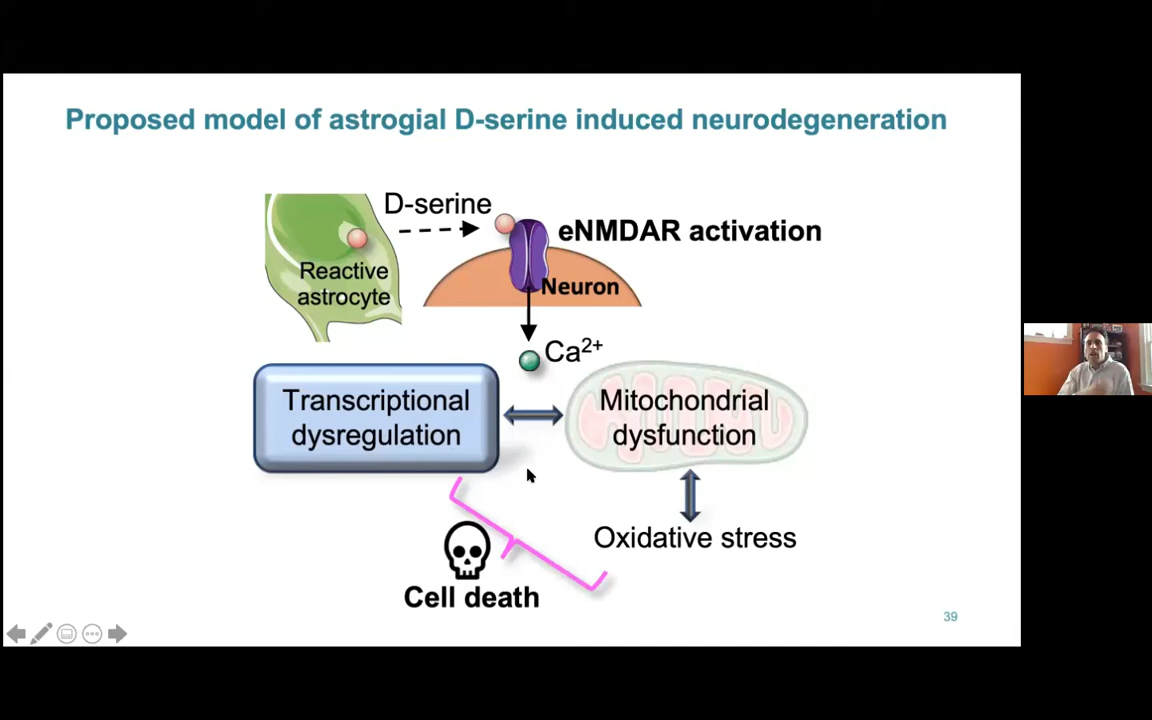 Proposed model of astrogial D-serine induced neurodegeneration
D-serine
eNMDAR activation
Reactive
astrocyte
Neuron
Ca²⁺
Transcriptional
dysregulation
Mitochondrial
dysfunction
Oxidative stress
Cell death
39